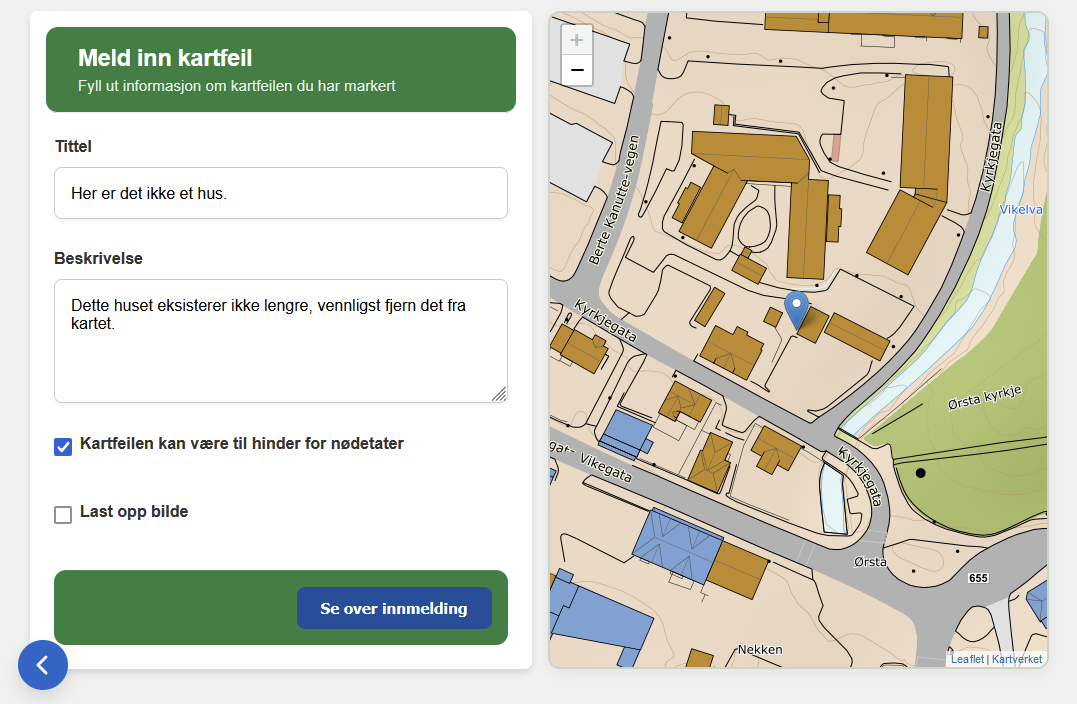 Meld inn kartfeil
Fyll ut informasjon om kartfeilen du har markert
Tittel
Her er det ikke et hus.
Beskrivelse
Dette huset eksisterer ikke lengre, vennligst fjern det fra
kartet.
Kartfeilen kan være til hinder for nødetater
Last opp bilde
Se over innmelding
+
−
Berte Kanutte-vegen
Kyrkjegata
Vikelva
Kyrkjegata
Ørsta kyrkje
gat
Vikegata
Kyrkjegata
Ørsta
655
Nekken
Leaflet | Kartverket